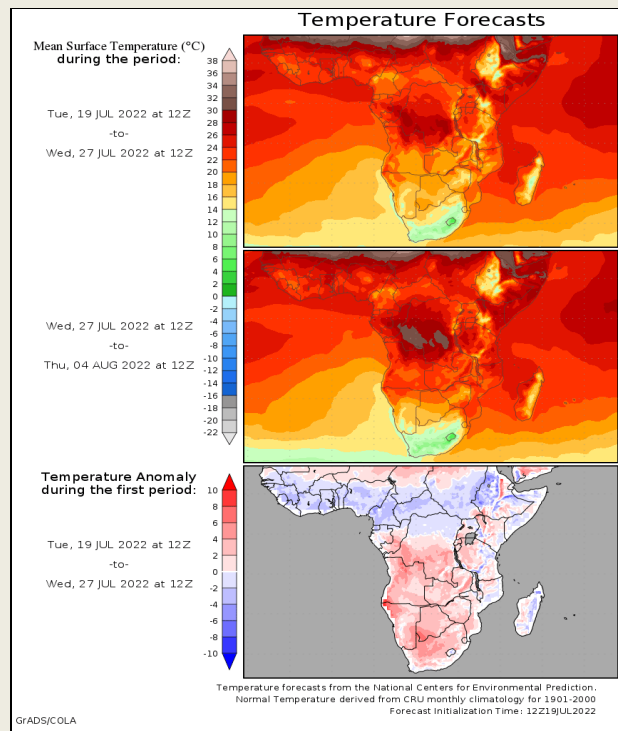 Temperature Forecasts
Mean Surface Temperature (°C)
during the period:
38
36
34
32
30
28
26
24
22
20
18
16
14
12
10
8
6
4
2
0
-2
-4
-6
-8
-10
-12
-14
-16
-18
-20
-22
Tue, 19 JUL 2022 at 12Z
-to-
Wed, 27 JUL 2022 at 12Z
Wed, 27 JUL 2022 at 12Z
-to-
Thu, 04 AUG 2022 at 12Z
Temperature Anomaly
during the first period:
10
8
6
4
2
0
-2
-4
-6
-8
-10
Tue, 19 JUL 2022 at 12Z
-to-
Wed, 27 JUL 2022 at 12Z
Temperature forecasts from the National Centers for Environmental Prediction.
Normal Temperature derived from CRU monthly climatology for 1901-2000
Forecast Initialization Time: 12Z19JUL2022
GrADS/COLA